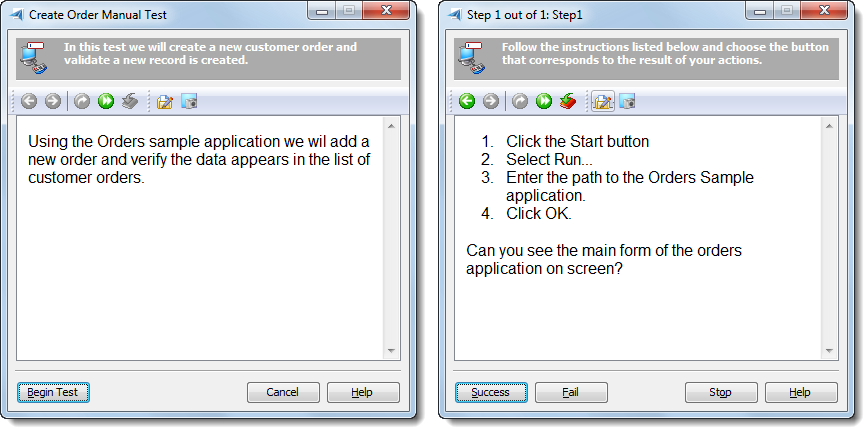 Create Order Manual Test
In this test we will create a new customer order and
validate a new record is created.
Using the Orders sample application we wil add a
new order and verify the data appears in the list of
customer orders.
Begin Test
Cancel
Help
Step 1 out of 1: Step1
Follow the instructions listed below and choose the button
that corresponds to the result of your actions.
1. Click the Start button
2. Select Run...
3. Enter the path to the Orders Sample
application.
4. Click OK.
Can you see the main form of the orders
application on screen?
Success
Fail
Stop
Help